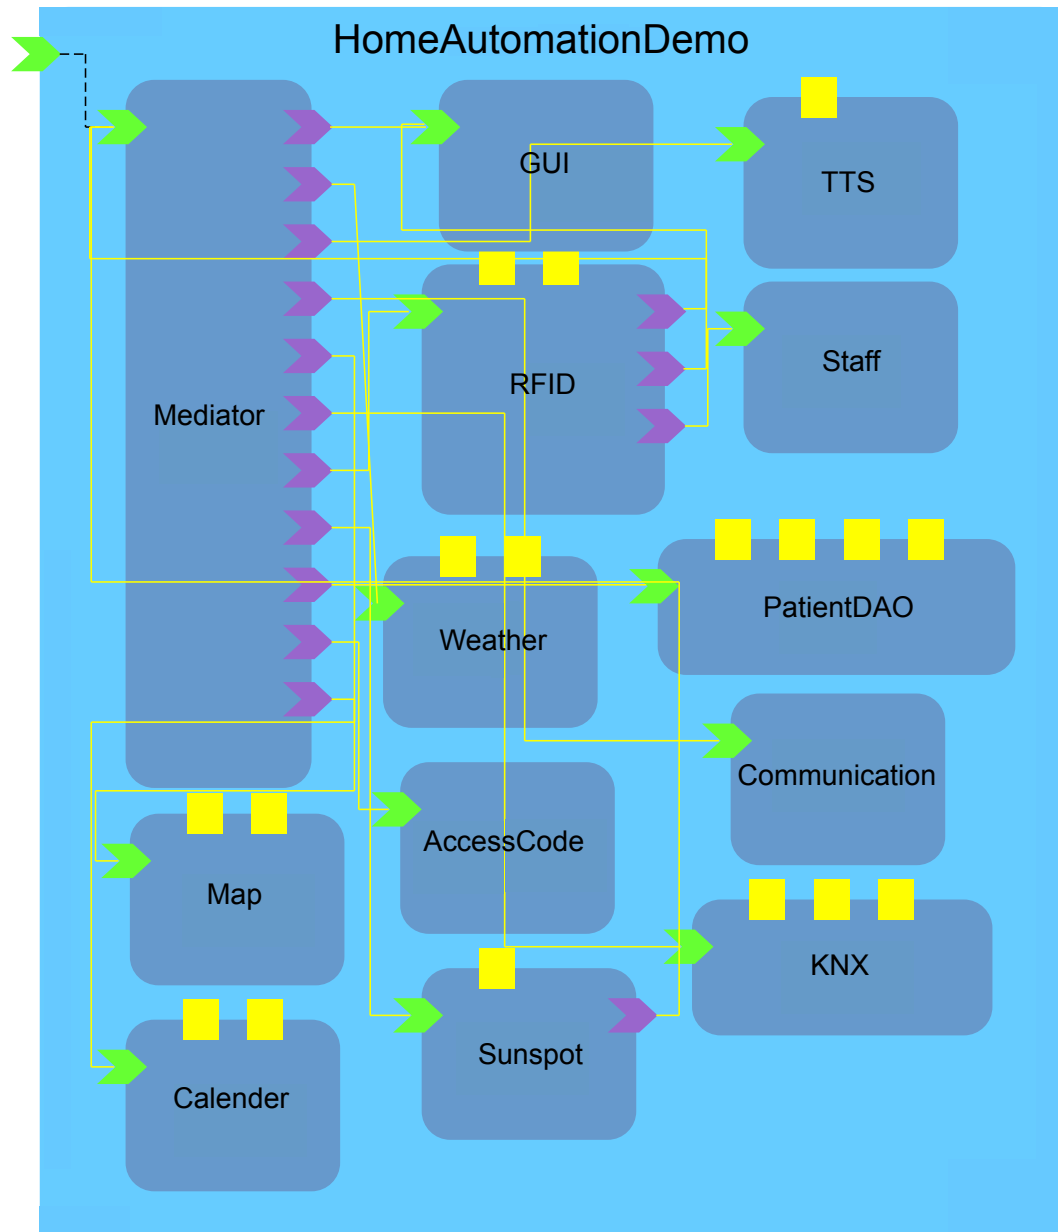 HomeAutomationDemo
GUI
TTS
Staff
RFID
Mediator
PatientDAO
Weather
Communication
AccessCode
Map
KNX
Sunspot
Calender